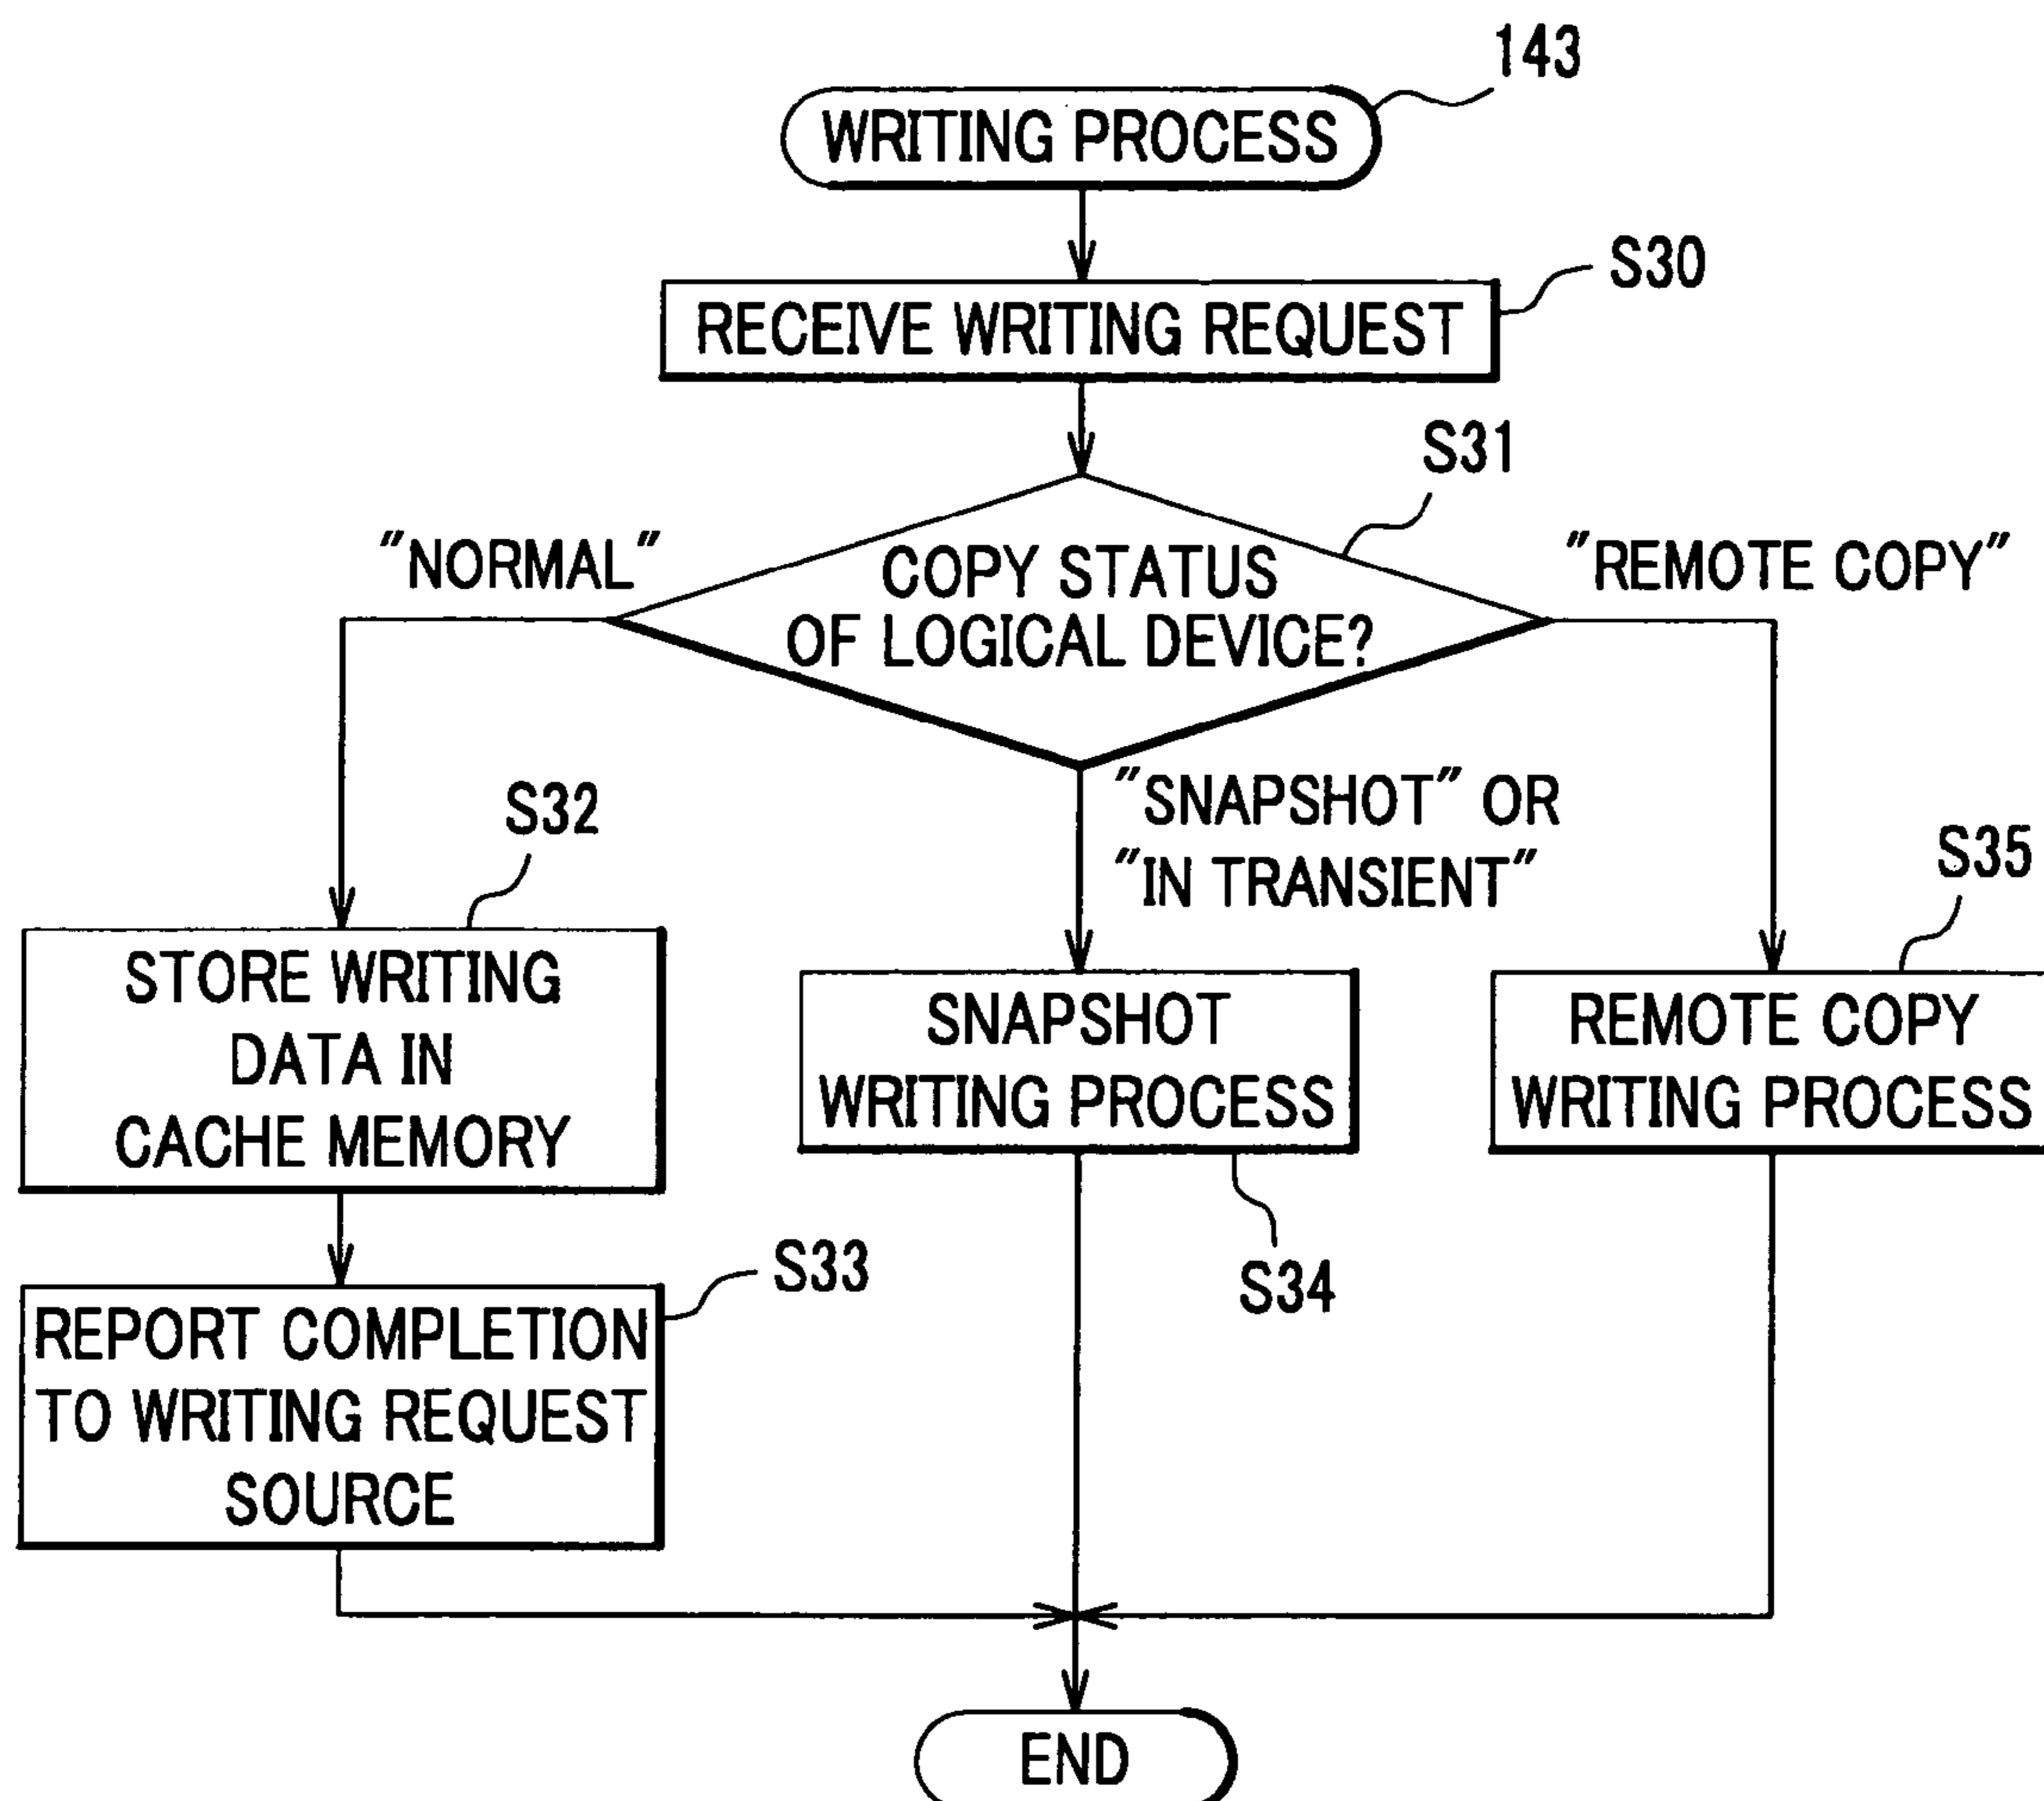 143
WRITING PROCESS
S30
RECEIVE WRITING REQUEST
S31
"NORMAL"
COPY STATUS
OF LOGICAL DEVICE?
"REMOTE COPY"
"SNAPSHOT" OR
"IN TRANSIENT"
S32
STORE WRITING
DATA IN
CACHE MEMORY
SNAPSHOT
WRITING PROCESS
S34
S35
REMOTE COPY
WRITING PROCESS
S33
REPORT COMPLETION
TO WRITING REQUEST
SOURCE
END